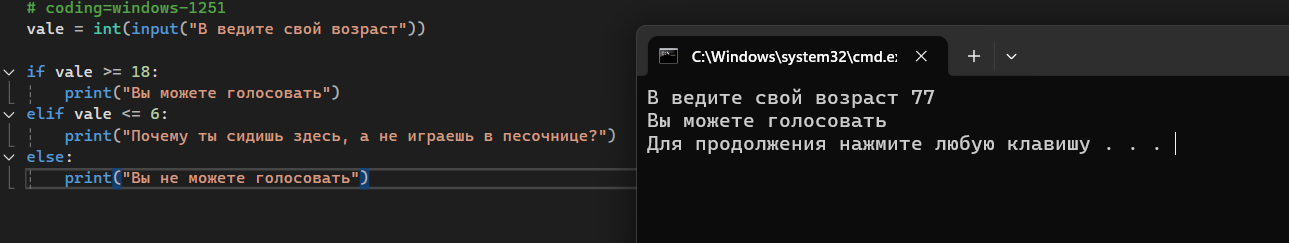 # coding=windows-1251
vale = int(input("В ведите свой возраст"))
if vale >= 18:
print("Вы можете голосовать")
elif vale <= 6:
print("Почему ты сидишь здесь, а не играешь в песочнице?")
else:
print("Вы не можете голосовать")
C:\Windows\system32\cmd.e
В ведите свой возраст 77
Вы можете голосовать
Для продолжения нажмите любую клавишу . . .